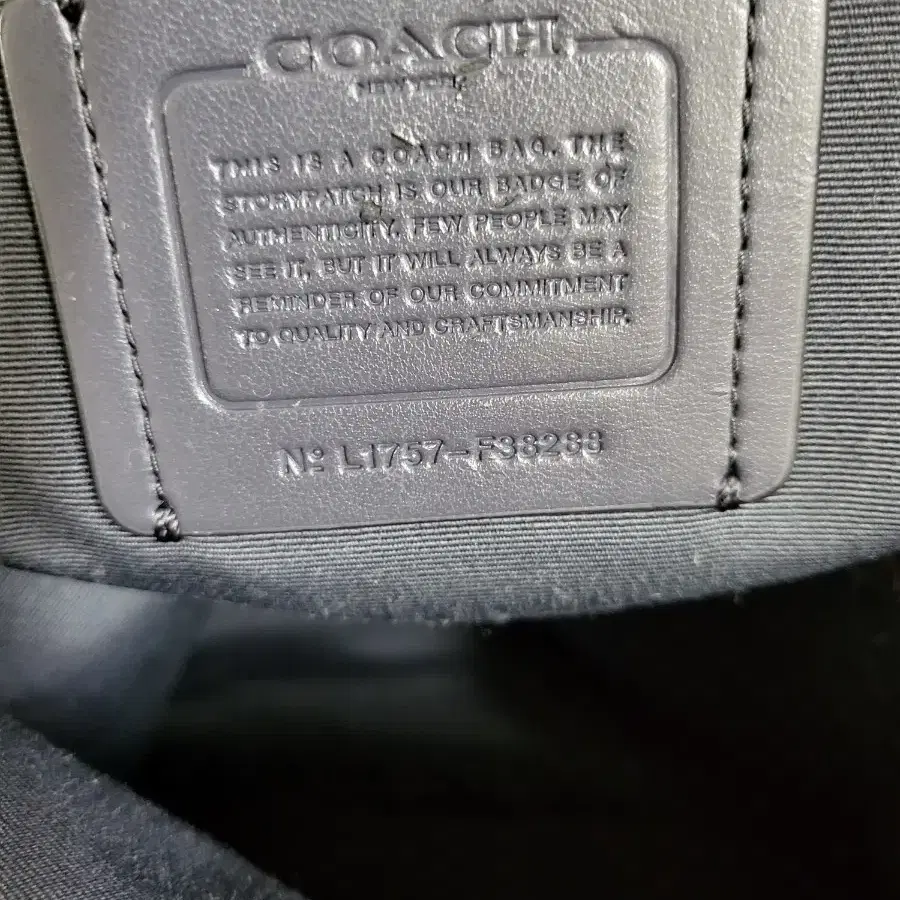 COACH
NEW YORK
THIS IS A COACH BAG. THE
STORYPATCH IS OUR BADGE OF
AUTHENTICITY. FEW PEOPLE MAY
SEE IT, BUT IT WILL ALWAYS BE A
REMINDER OF OUR COMMITMENT
TO QUALITY AND CRAFTSMANSHIP.
Nº L1757-F38288